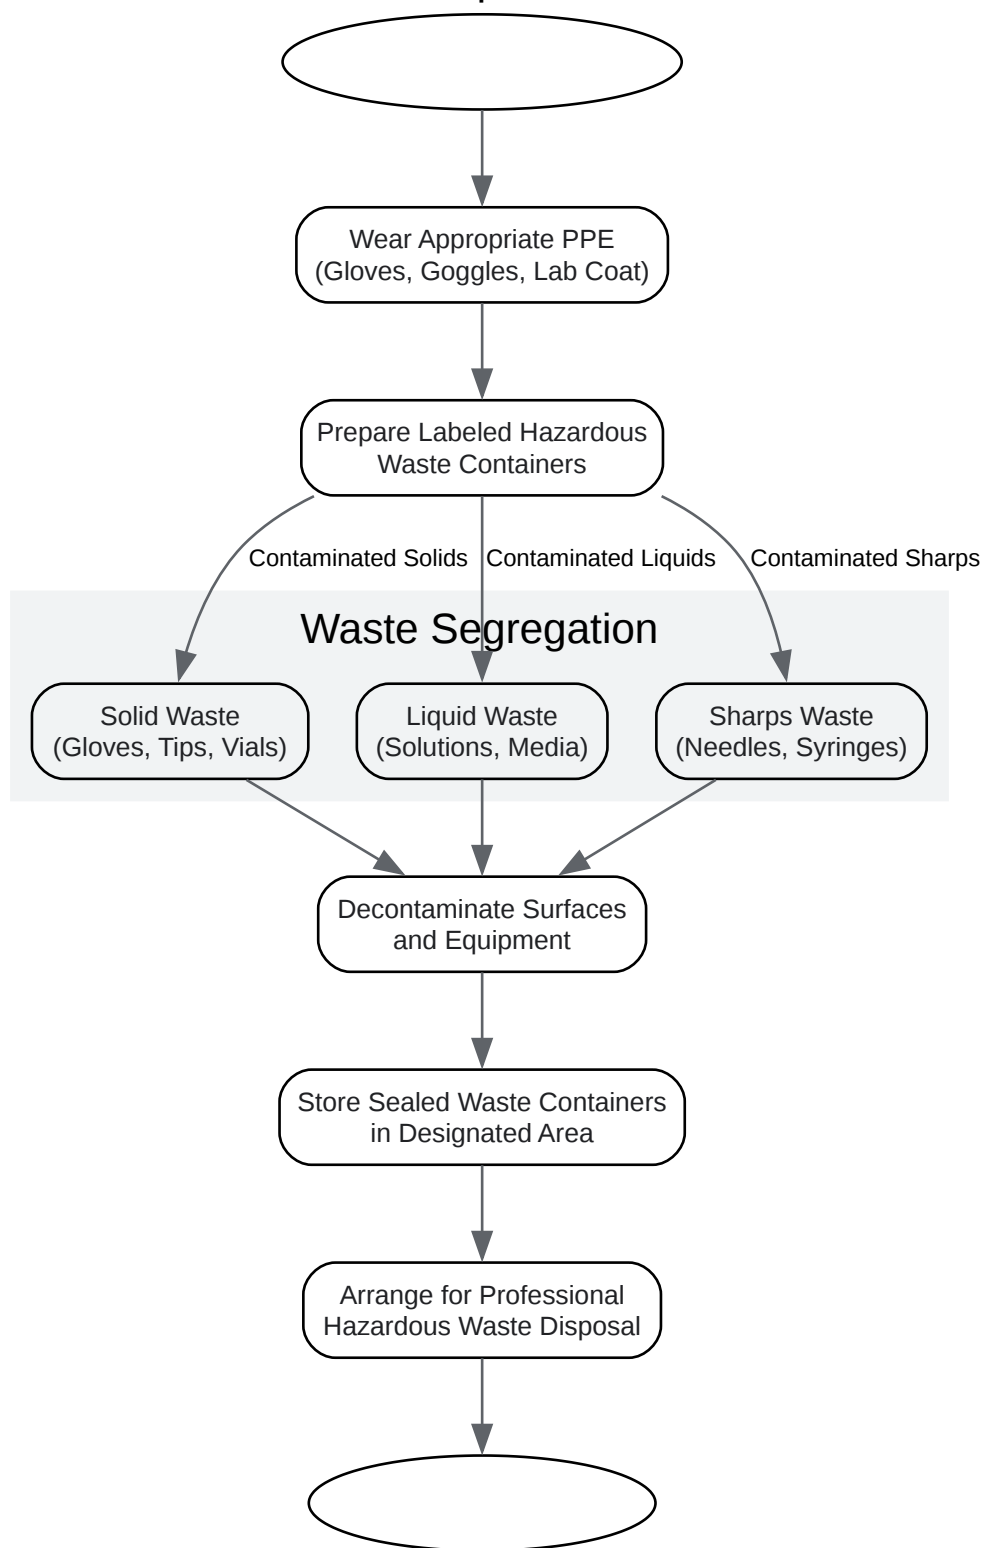 Wear Appropriate PPE
(Gloves, Goggles, Lab Coat)
Prepare Labeled Hazardous
Waste Containers
Contaminated Solids
Contaminated Liquids
Contaminated Sharps
Waste Segregation
Solid Waste
(Gloves, Tips, Vials)
Liquid Waste
(Solutions, Media)
Sharps Waste
(Needles, Syringes)
Decontaminate Surfaces
and Equipment
Store Sealed Waste Containers
in Designated Area
Arrange for Professional
Hazardous Waste Disposal